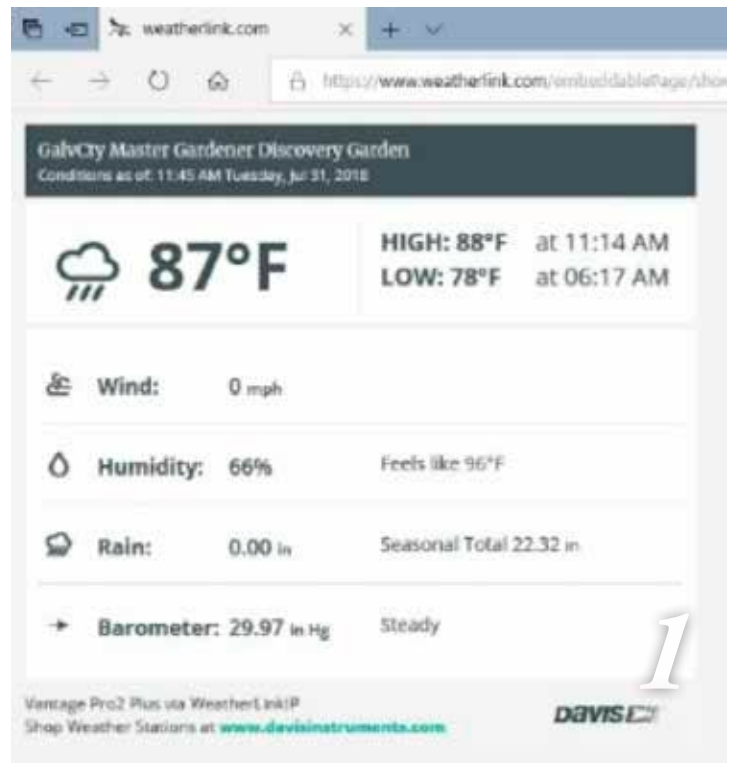 weatherlink.com
https://www.weatherlink.com/embeddablePage/show
GalvCty Master Gardener Discovery Garden
Conditions as of: 11:45 AM Tuesday, Jul 31, 2018
87°F
HIGH: 88°F at 11:14 AM
LOW: 78°F at 06:17 AM
Wind: 0 mph
Humidity: 66% Feels like 96°F
Rain: 0.00 in Seasonal Total 22.32 in
Barometer: 29.97 in Hg Steady
1
Vantage Pro2 Plus via WeatherLinkIP
Shop Weather Stations at www.davisinstruments.com
DAVIS